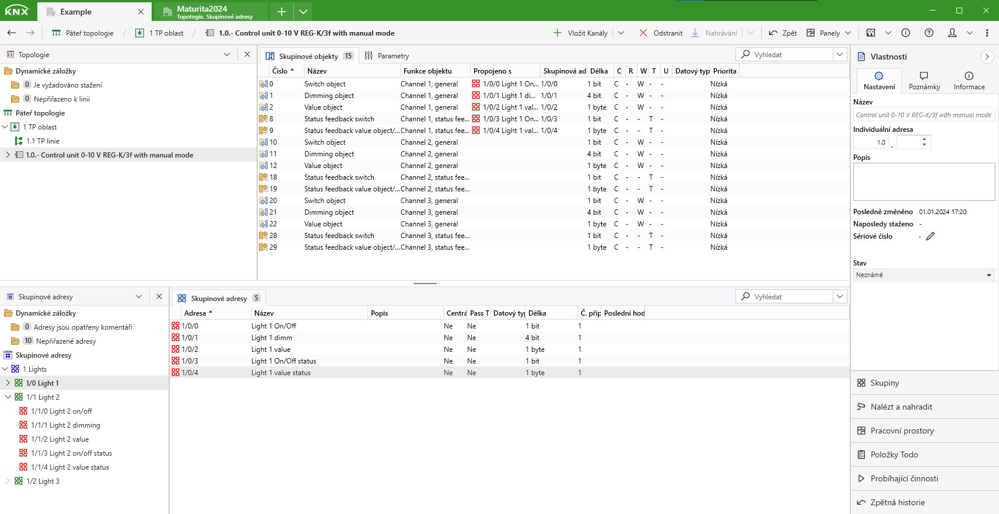 KNX
Example
Maturita2024
Topologie, Skupinové adresy
Páteř topologie / 1 TP oblast / 1.0.- Control unit 0-10 V REG-K/3f with manual mode
Vložit Kanály
Odstranit
Nahrávání
Zpět
Panely
Topologie
Dynamické záložky
0 Je vyžadováno stažení
0 Nepřiřazeno k linii
Páteř topologie
1 TP oblast
1.1 TP linie
1.0.- Control unit 0-10 V REG-K/3f with manual mode
Skupinové objekty 15
Parametry
Vyhledat
Číslo Název Funkce objektu Propojeno s Skupinová ad Délka C R W T U Datový typ Priorita
0 Switch object Channel 1, general 1/0/0 Light 1 On... 1/0/0 1 bit C - W - - Nízká
1 Dimming object Channel 1, general 1/0/1 Light 1 di... 1/0/1 4 bit C - W - - Nízká
2 Value object Channel 1, general 1/0/2 Light 1 val... 1/0/2 1 byte C - W - - Nízká
8 Status feedback switch Channel 1, status fee... 1/0/3 Light 1 On... 1/0/3 1 bit C - - T - Nízká
9 Status feedback value object/... Channel 1, status fee... 1/0/4 Light 1 val... 1/0/4 1 byte C - - T - Nízká
10 Switch object Channel 2, general 1 bit C - W - - Nízká
11 Dimming object Channel 2, general 4 bit C - W - - Nízká
12 Value object Channel 2, general 1 byte C - W - - Nízká
18 Status feedback switch Channel 2, status fee... 1 bit C - - T - Nízká
19 Status feedback value object/... Channel 2, status fee... 1 byte C - - T - Nízká
20 Switch object Channel 3, general 1 bit C - W - - Nízká
21 Dimming object Channel 3, general 4 bit C - W - - Nízká
22 Value object Channel 3, general 1 byte C - W - - Nízká
28 Status feedback switch Channel 3, status fee... 1 bit C - - T - Nízká
29 Status feedback value object/... Channel 3, status fee... 1 byte C - - T - Nízká
Skupinové adresy
Dynamické záložky
0 Adresy jsou opatřeny komentáři
10 Nepřiřazené adresy
Skupinové adresy
1 Lights
1/0 Light 1
1/1 Light 2
1/1/0 Light 2 on/off
1/1/1 Light 2 dimming
1/1/2 Light 2 value
1/1/3 Light 2 on/off status
1/1/4 Light 2 value status
1/2 Light 3
Skupinové adresy 5
Vyhledat
Adresa Název Popis Centrá Pass T Datový typ Délka Č. přip Poslední hod
1/0/0 Light 1 On/Off Ne Ne 1 bit 1
1/0/1 Light 1 dimm Ne Ne 4 bit 1
1/0/2 Light 1 value Ne Ne 1 byte 1
1/0/3 Light 1 On/Off status Ne Ne 1 bit 1
1/0/4 Light 1 value status Ne Ne 1 byte 1
Vlastnosti
Nastavení
Poznámky
Informace
Název
Control unit 0-10 V REG-K/3f with manual mode
Individuální adresa
1.0 .
Popis
Posledně změněno 01.01.2024 17:20
Naposledy staženo -
Sériové číslo -
Stav
Neznámé
Skupiny
Nalézt a nahradit
Pracovní prostory
Položky Todo
Probíhající činnosti
Zpětná historie